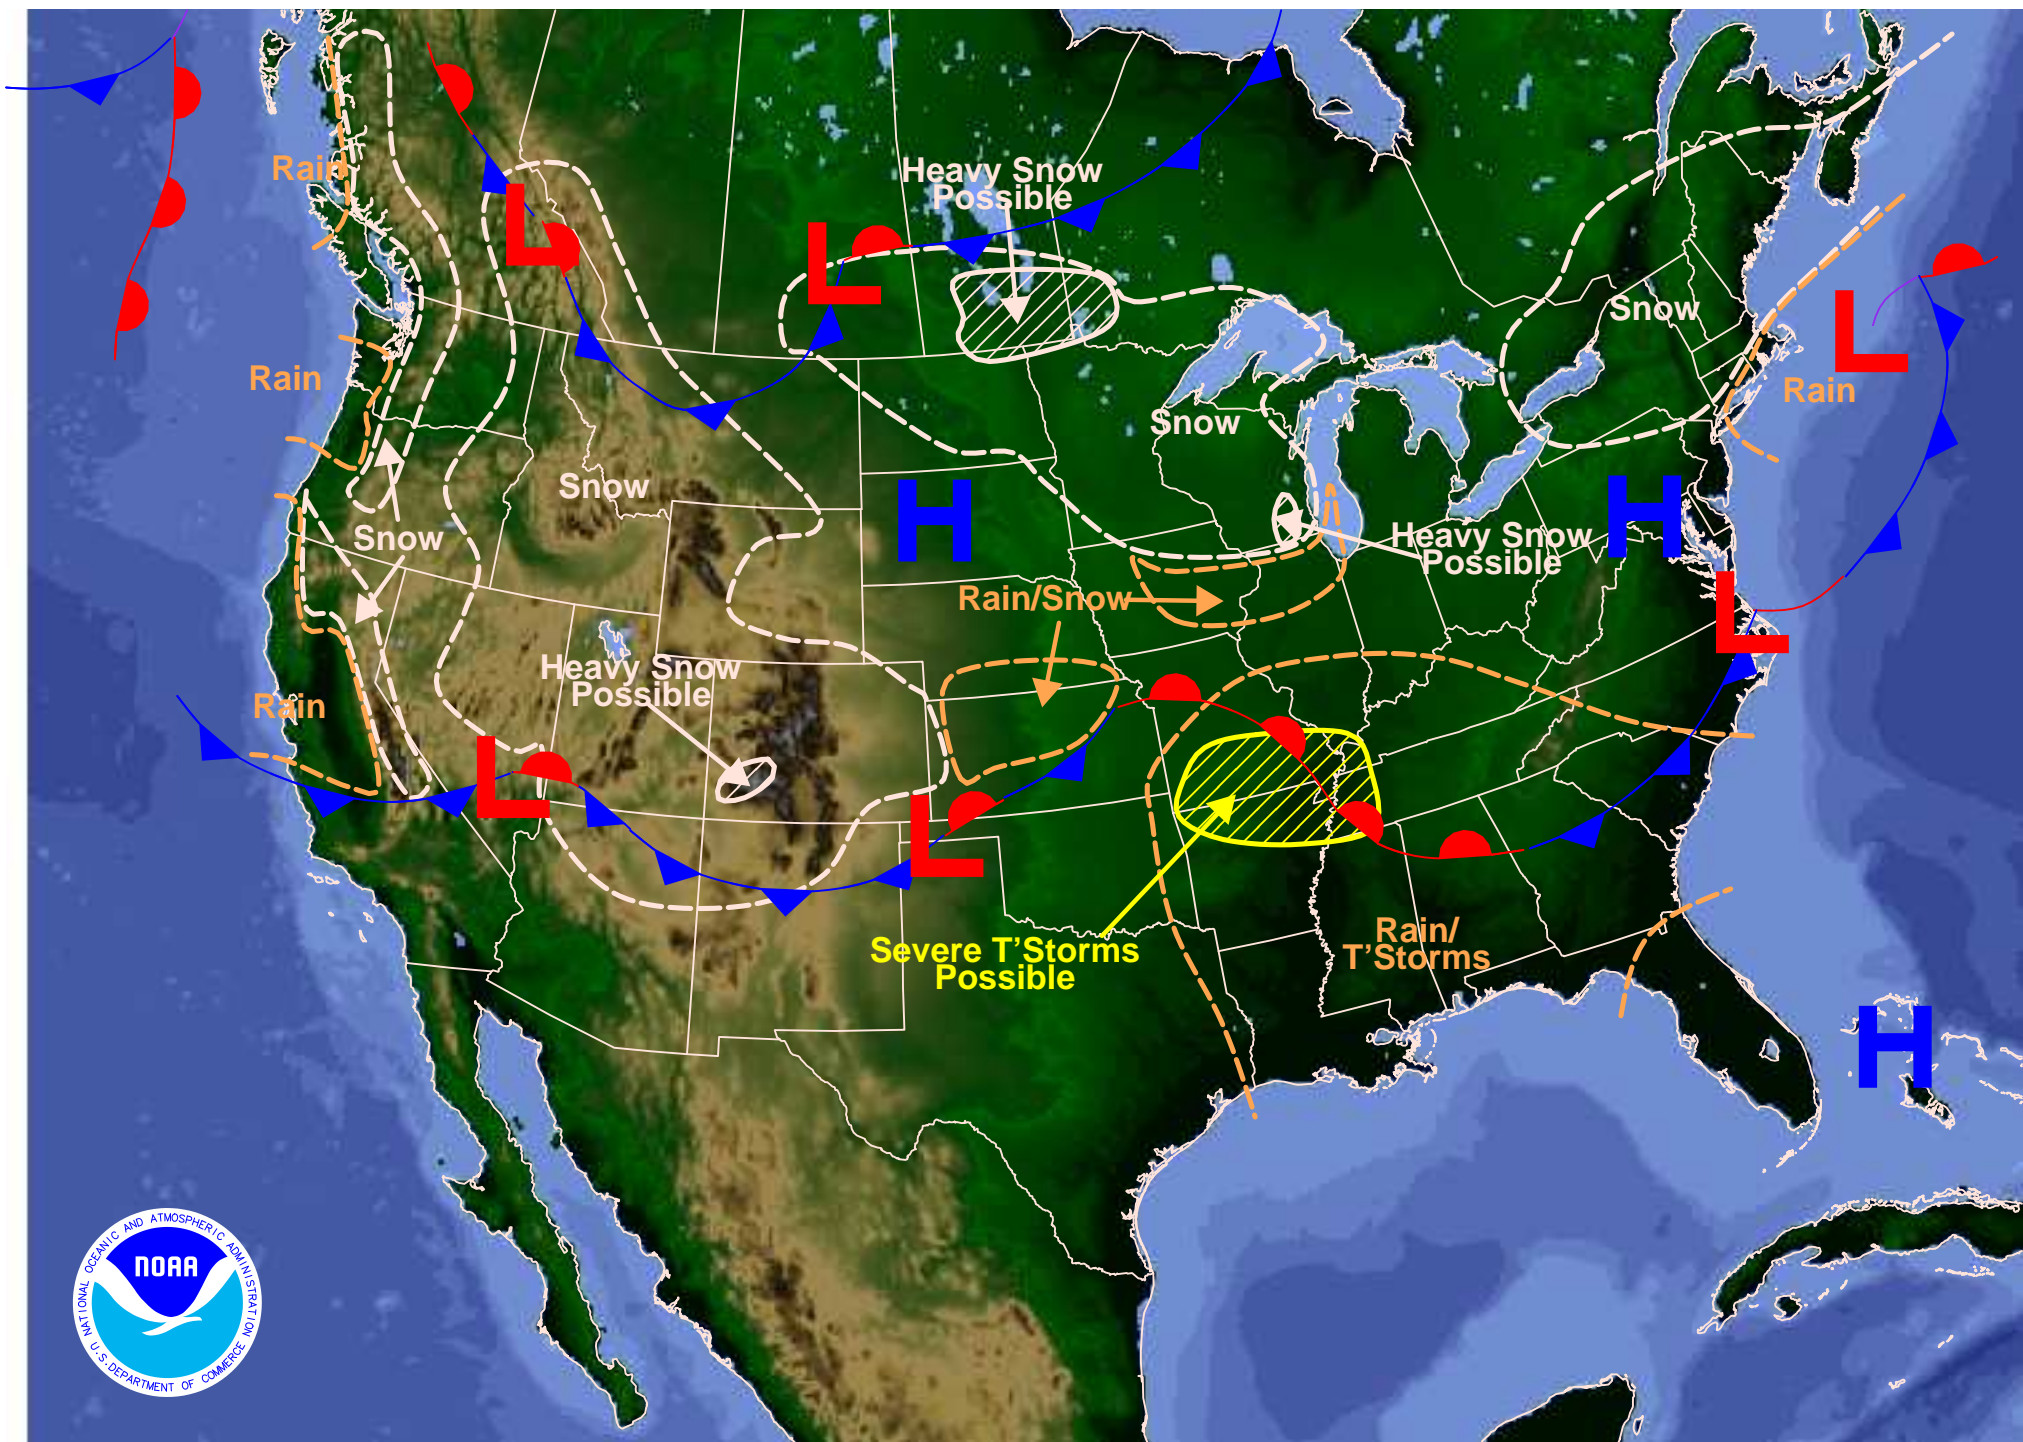 Rain
Heavy Snow
Possible
L
L
Snow
L
Rain
Rain
Snow
Snow
H
H
Snow
Heavy Snow
Possible
Rain/Snow
L
Heavy Snow
Possible
Rain
L
L
Severe T'Storms
Possible
Rain/
T'Storms
H
NATIONAL OCEANIC AND ATMOSPHERIC ADMINISTRATION
NOAA
U.S. DEPARTMENT OF COMMERCE